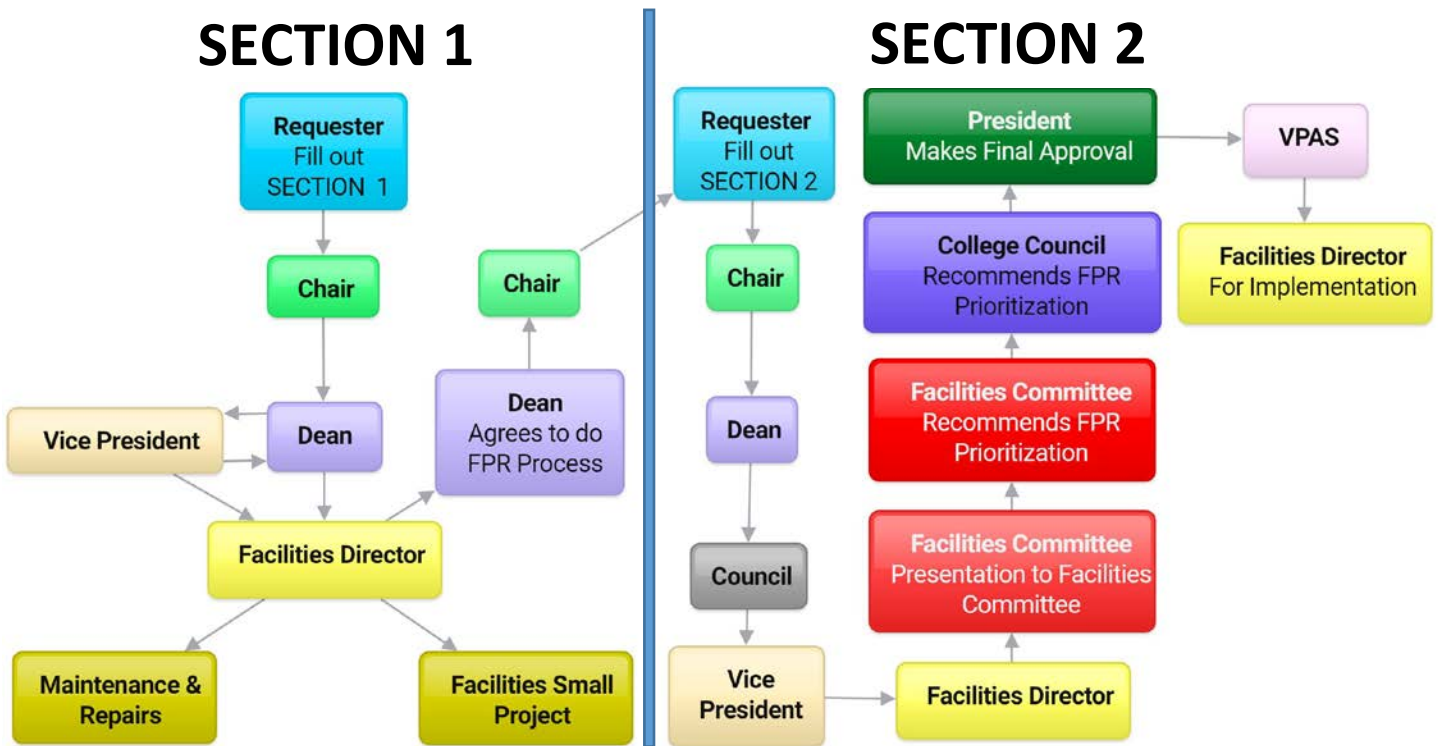 SECTION 1
Requester
Fill out
SECTION 1
Chair
Vice President
Dean
Facilities Director
Maintenance &
Repairs
Facilities Small
Project
Dean
Agrees to do
FPR Process
Chair
SECTION 2
Requester
Fill out
SECTION 2
Chair
Dean
Council
Vice
President
Facilities Director
Facilities Committee
Presentation to Facilities
Committee
Facilities Committee
Recommends FPR
Prioritization
College Council
Recommends FPR
Prioritization
President
Makes Final Approval
VPAS
Facilities Director
For Implementation